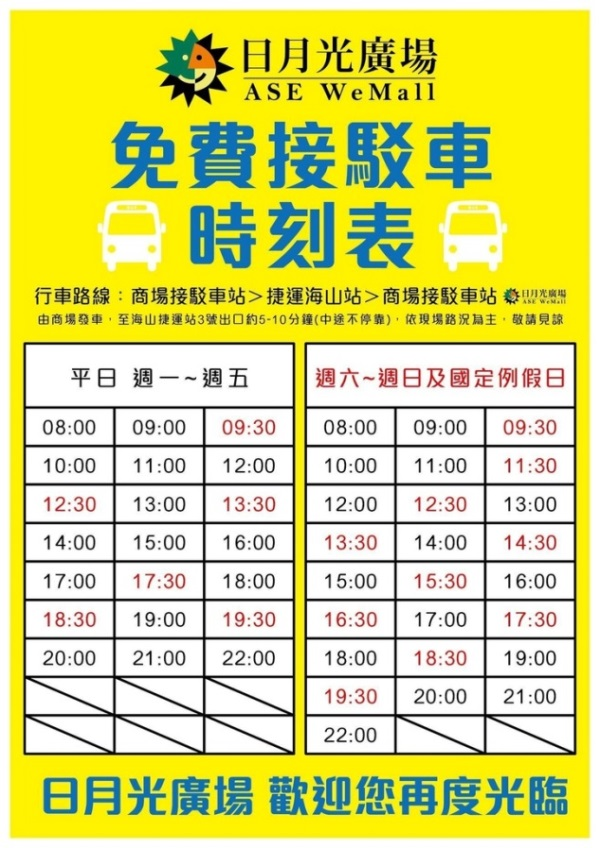 日月光廣場
ASE WeMall
免費接駁車
時刻表
行車路線：商場接駁車站＞捷運海山站＞商場接駁車站 日月光廣場 ASE WeMall
由商場發車，至海山捷運站3號出口約5-10分鐘(中途不停靠)，依現場路況為主，敬請見諒
平日 週一~週五
08:00 09:00 09:30
10:00 11:00 12:00
12:30 13:00 13:30
14:00 15:00 16:00
17:00 17:30 18:00
18:30 19:00 19:30
20:00 21:00 22:00
週六~週日及國定例假日
08:00 09:00 09:30
10:00 11:00 11:30
12:00 12:30 13:00
13:30 14:00 14:30
15:00 15:30 16:00
16:30 17:00 17:30
18:00 18:30 19:00
19:30 20:00 21:00
22:00
日月光廣場 歡迎您再度光臨